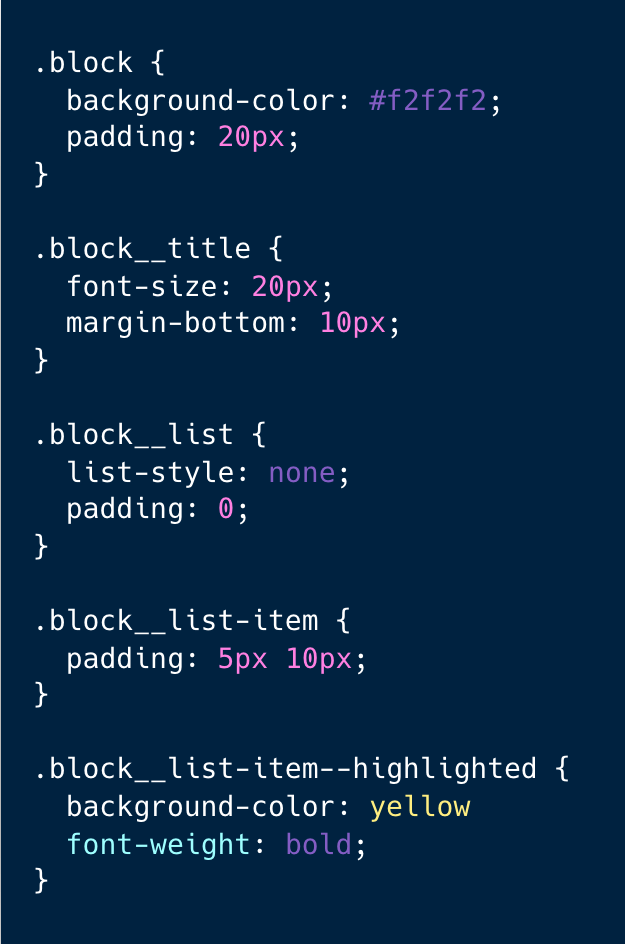 .block {
  background-color: #f2f2f2;
  padding: 20px;
}

.block__title {
  font-size: 20px;
  margin-bottom: 10px;
}

.block__list {
  list-style: none;
  padding: 0;
}

.block__list-item {
  padding: 5px 10px;
}

.block__list-item--highlighted {
  background-color: yellow
  font-weight: bold;
}